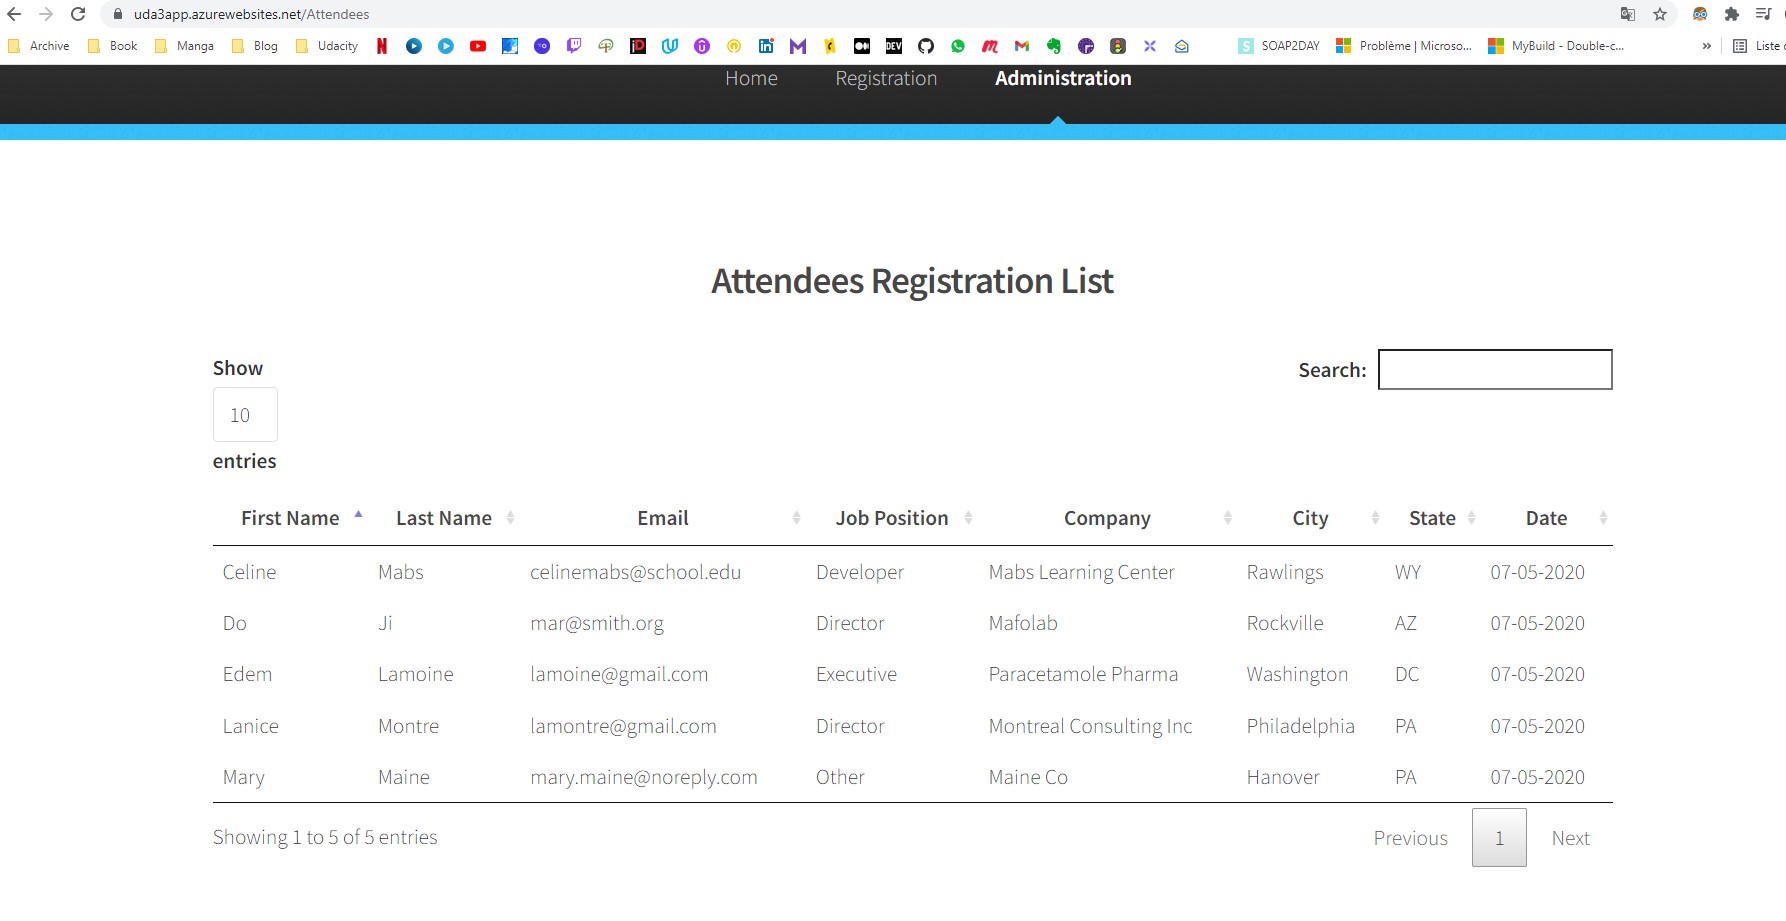 uda3app.azurewebsites.net/Attendees
Archive Book Manga Blog Udacity SOAP2DAY Problème | Microso... MyBuild - Double-c... » Liste
Home Registration Administration
Attendees Registration List
Show
10
entries
Search:
First Name Last Name Email Job Position Company City State Date
Celine Mabs celinemabs@school.edu Developer Mabs Learning Center Rawlings WY 07-05-2020
Do Ji mar@smith.org Director Mafolab Rockville AZ 07-05-2020
Edem Lamoine lamoine@gmail.com Executive Paracetamole Pharma Washington DC 07-05-2020
Lanice Montre lamontre@gmail.com Director Montreal Consulting Inc Philadelphia PA 07-05-2020
Mary Maine mary.maine@noreply.com Other Maine Co Hanover PA 07-05-2020
Showing 1 to 5 of 5 entries
Previous 1 Next